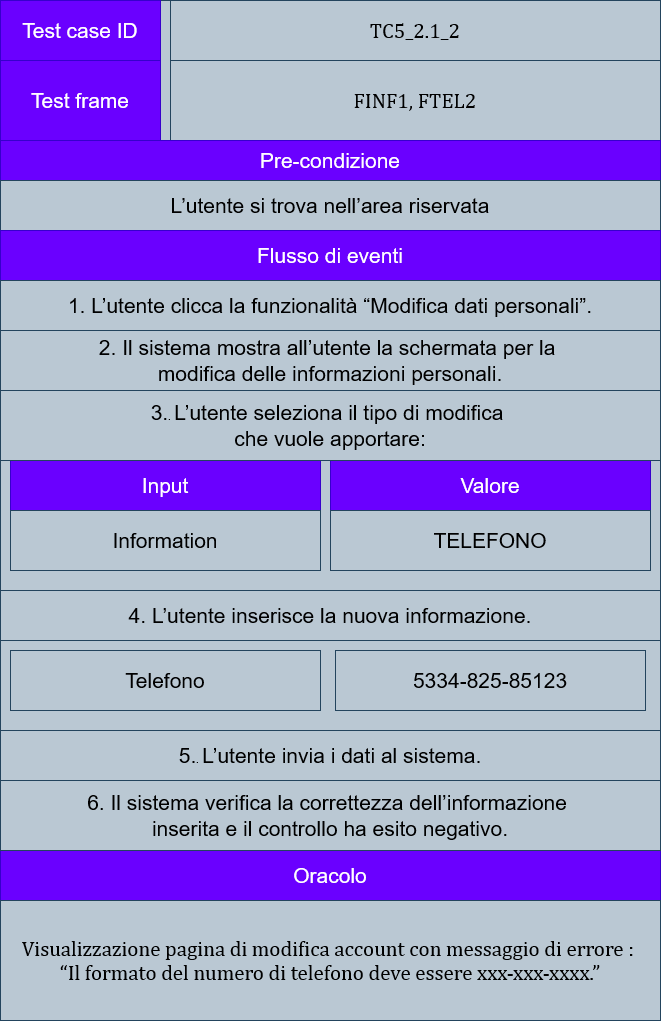 Test case ID
TC5_2.1_2
Test frame
FINF1, FTEL2
Pre-condizione
L’utente si trova nell’area riservata
Flusso di eventi
1. L’utente clicca la funzionalità “Modifica dati personali”.
2. Il sistema mostra all’utente la schermata per la
modifica delle informazioni personali.
3.. L’utente seleziona il tipo di modifica
che vuole apportare:
Input
Valore
Information
TELEFONO
4. L’utente inserisce la nuova informazione.
Telefono
5334-825-85123
5.. L’utente invia i dati al sistema.
6. Il sistema verifica la correttezza dell’informazione
inserita e il controllo ha esito negativo.
Oracolo
Visualizzazione pagina di modifica account con messaggio di errore :
“Il formato del numero di telefono deve essere xxx-xxx-xxxx.”